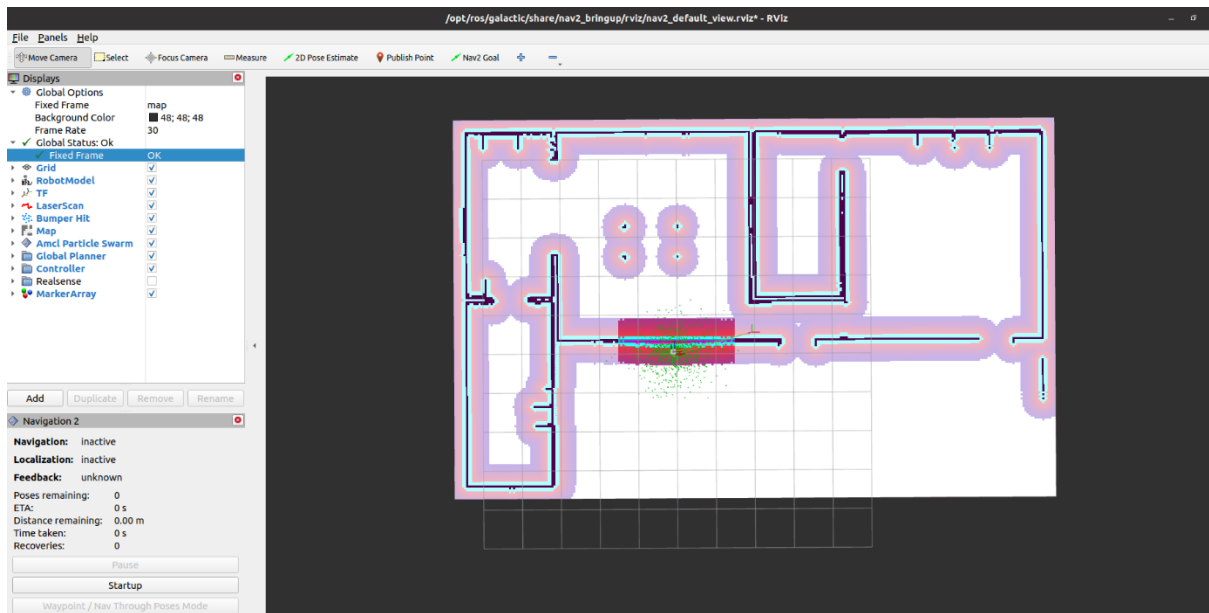 /opt/ros/galactic/share/nav2_bringup/rviz/nav2_default_view.rviz* - RViz
File Panels Help
Move Camera Select Focus Camera Measure 2D Pose Estimate Publish Point Nav2 Goal
Displays
Global Options
Fixed Frame map
Background Color 48; 48; 48
Frame Rate 30
Global Status: Ok
Fixed Frame OK
Grid
RobotModel
TF
LaserScan
Bumper Hit
Map
Amcl Particle Swarm
Global Planner
Controller
Realsense
MarkerArray
Add Duplicate Remove Rename
Navigation 2
Navigation: inactive
Localization: inactive
Feedback: unknown
Poses remaining: 0
ETA: 0 s
Distance remaining: 0.00 m
Time taken: 0 s
Recoveries: 0
Pause
Startup
Waypoint / Nav Through Poses Mode